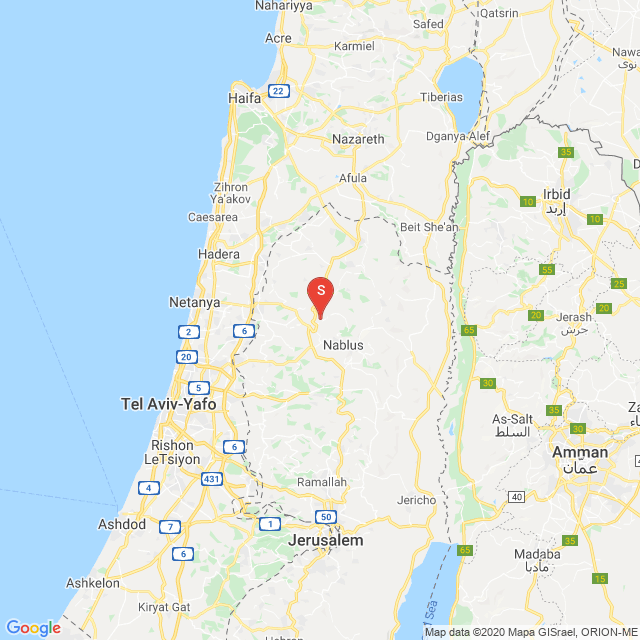 Nahariyya
Acre
Karmiel
Safed
Qatsrin
Nawa
نوى
22
Haifa
Tiberias
Nazareth
Dganya Alef
35
Afula
Zihron
Ya'akov
Irbid
إربد
10
Caesarea
Beit She'an
35
Hadera
55
25
S
Netanya
20
Jerash
جرش
2
6
65
20
Nablus
5
30
Tel Aviv-Yafo
As-Salt
السلط
30
Rishon
LeTsiyon
6
Amman
عمان
431
Ramallah
4
Jericho
40
Ashdod
7
1
50
Jerusalem
35
6
65
Madaba
مادبا
15
Ashkelon
Kiryat Gat
Google
Map data ©2020 Mapa GISrael, ORION-ME